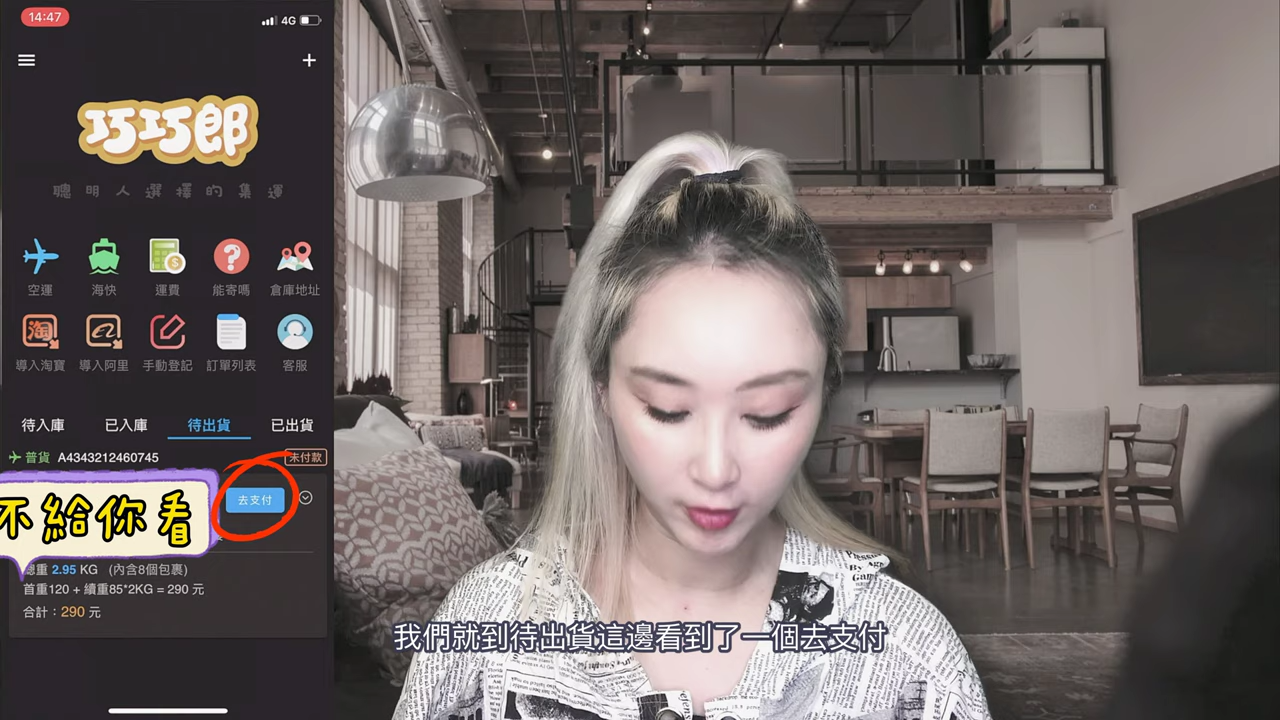 14:47
4G
巧巧郎
聰明人選擇的集運
空運
海快
運費
能寄嗎
倉庫地址
淘
導入淘寶
導入阿里
手動登記
訂單列表
客服
待入庫
已入庫
待出貨
已出貨
普貨 A4343212460745
未付款
不給你看
去支付
總重 2.95 KG (內含8個包裹)
首重120 + 續重85*2KG = 290 元
合計：290 元
我們就到待出貨這邊看到了一個去支付